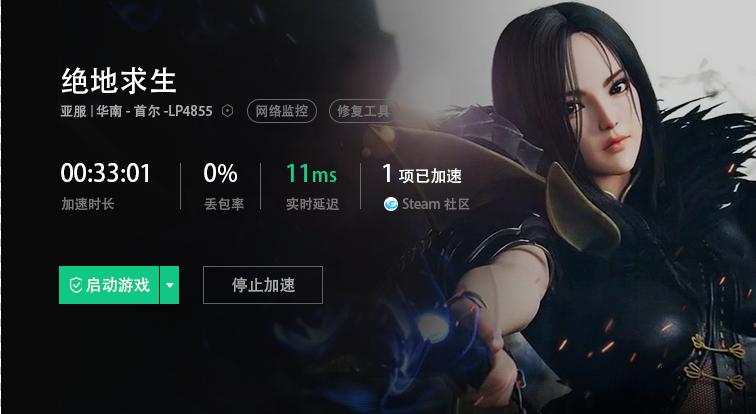 绝地求生
亚服 | 华南 - 首尔 -LP4855 网络监控 修复工具
00:33:01 0% 11ms 1 项已加速
加速时长 丢包率 实时延迟 Steam 社区
启动游戏 停止加速